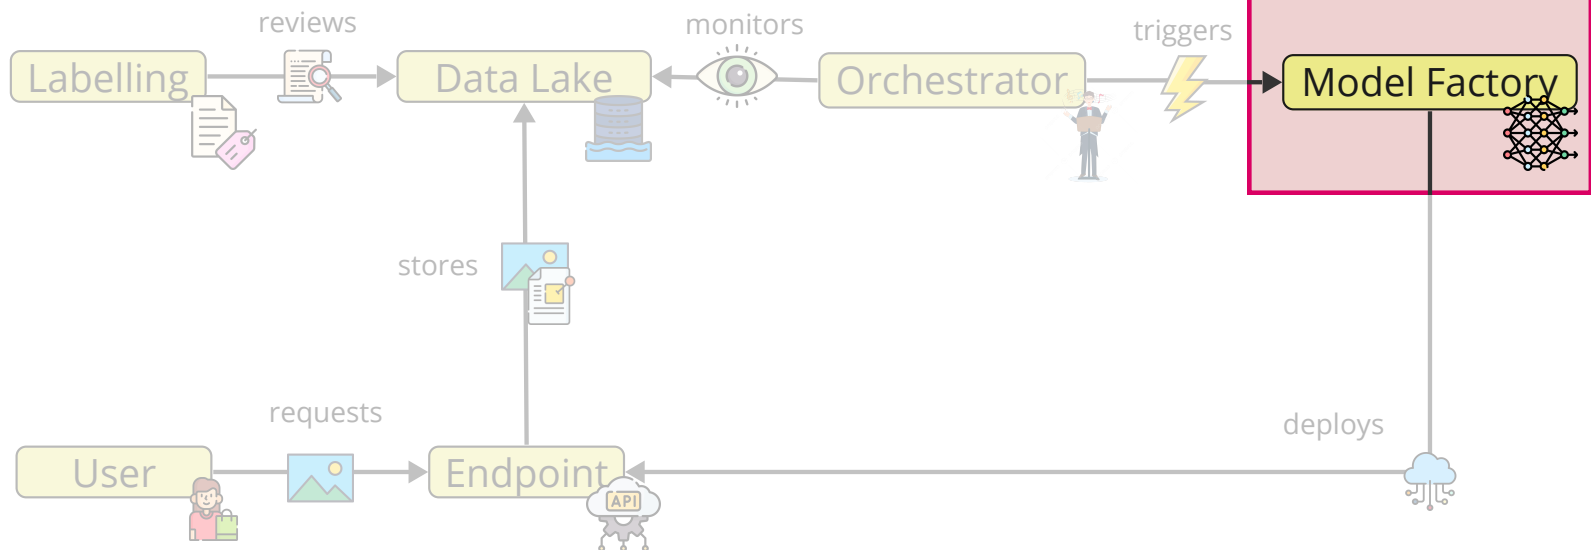 reviews
monitors
triggers
Labelling
Data Lake
Orchestrator
Model Factory
stores
requests
deploys
User
Endpoint
API